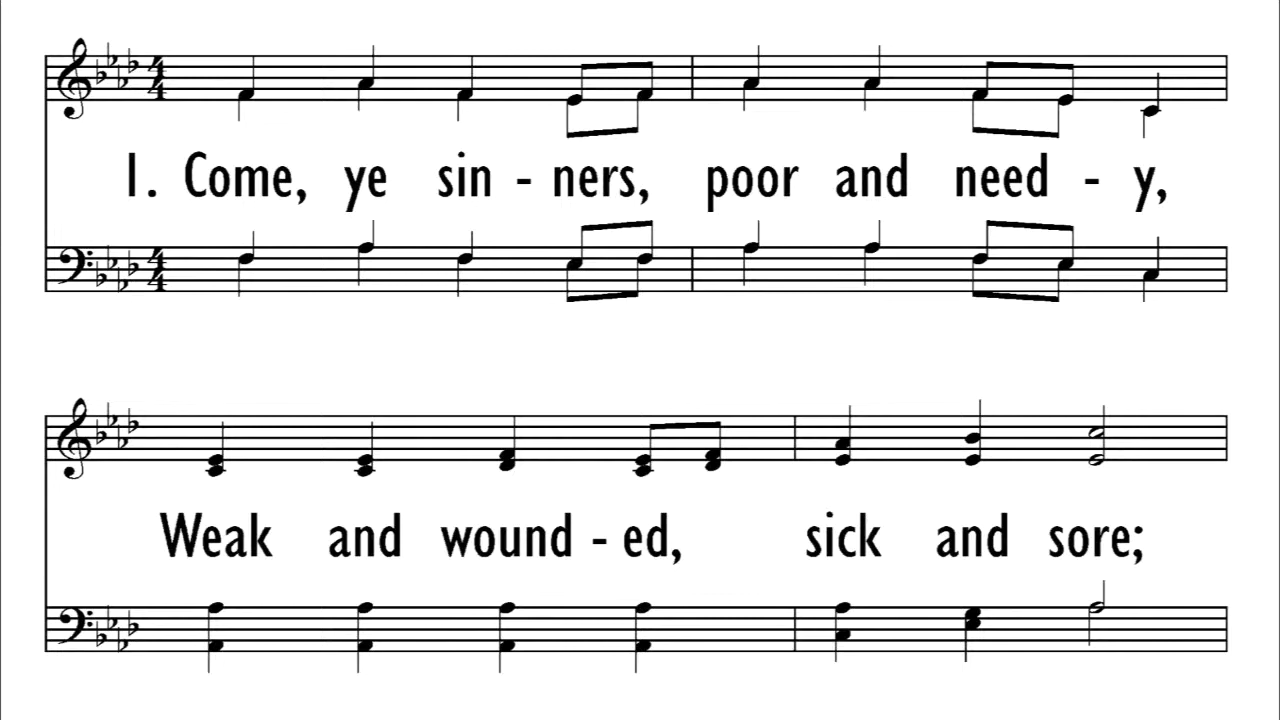 1. Come, ye sin - ners, poor and need - y,
Weak and wound - ed, sick and sore;